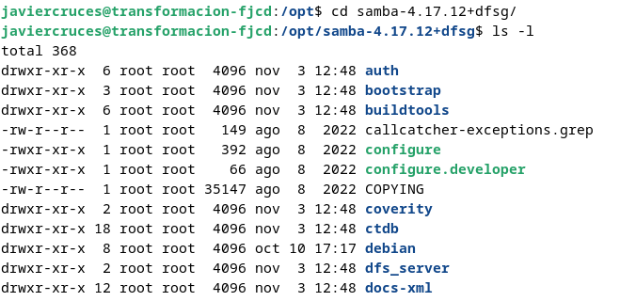 javiercruces@transformacion-fjcd:/opt$ cd samba-4.17.12+dfsg/
javiercruces@transformacion-fjcd:/opt/samba-4.17.12+dfsg$ ls -l
total 368
drwxr-xr-x  6 root root  4096 nov  3 12:48 auth
drwxr-xr-x  3 root root  4096 nov  3 12:48 bootstrap
drwxr-xr-x  6 root root  4096 nov  3 12:48 buildtools
-rw-r--r--  1 root root   149 ago  8  2022 callcatcher-exceptions.grep
-rwxr-xr-x  1 root root   392 ago  8  2022 configure
-rwxr-xr-x  1 root root    66 ago  8  2022 configure.developer
-rw-r--r--  1 root root 35147 ago  8  2022 COPYING
drwxr-xr-x  2 root root  4096 nov  3 12:48 coverity
drwxr-xr-x 18 root root  4096 nov  3 12:48 ctdb
drwxr-xr-x  8 root root  4096 oct 10 17:17 debian
drwxr-xr-x  2 root root  4096 nov  3 12:48 dfs_server
drwxr-xr-x 12 root root  4096 nov  3 12:48 docs-xml